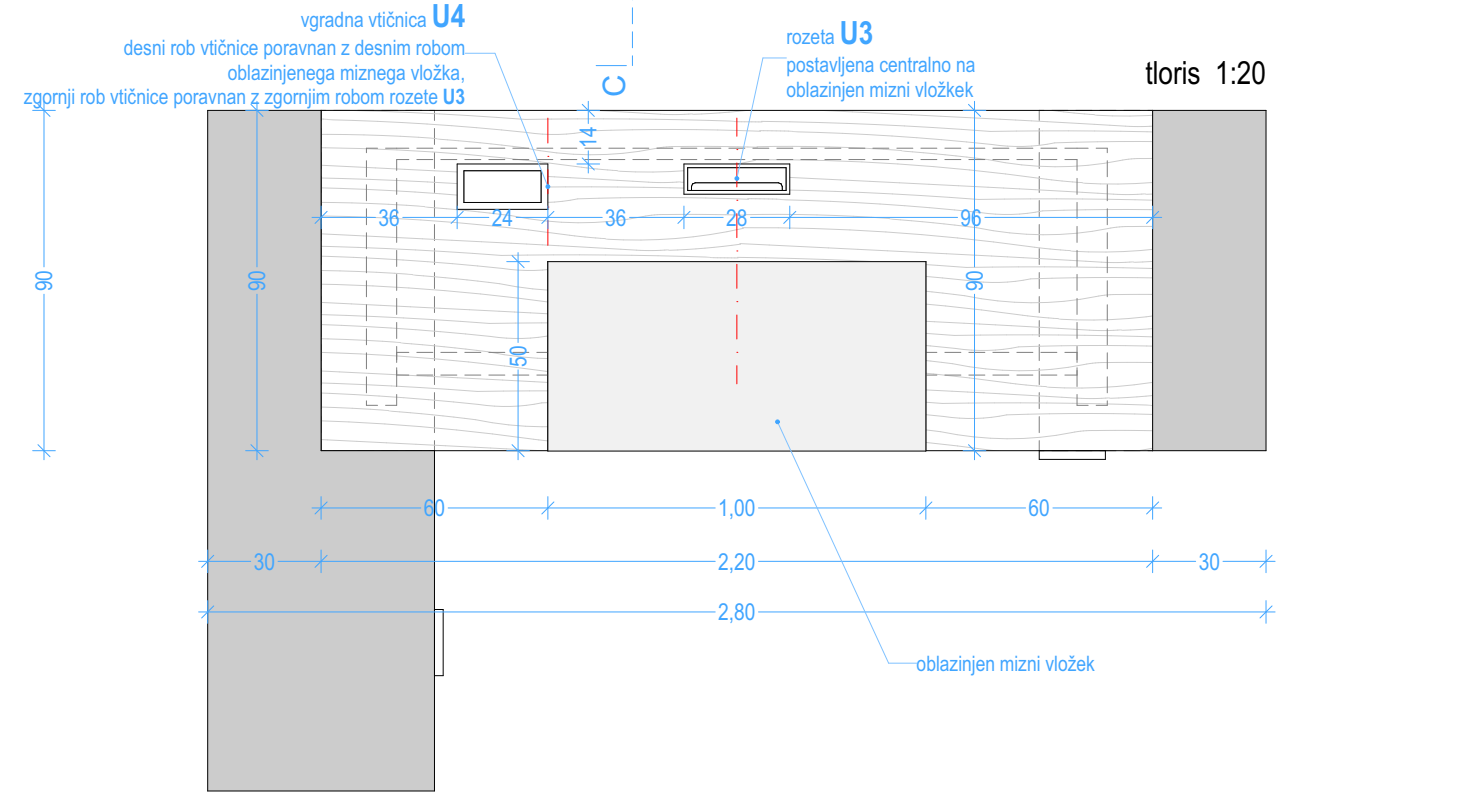 vgradna vtičnica U4
desni rob vtičnice poravnan z desnim robom
oblazinjenega miznega vložka,
zgornji rob vtičnice poravnan z zgornjim robom rozete U3
C
rozeta U3
postavljena centralno na
oblazinjen mizni vložkek
tloris 1:20
14
36
24
36
28
96
90
90
90
50
60
1,00
60
30
2,20
30
2,80
oblazinjen mizni vložek